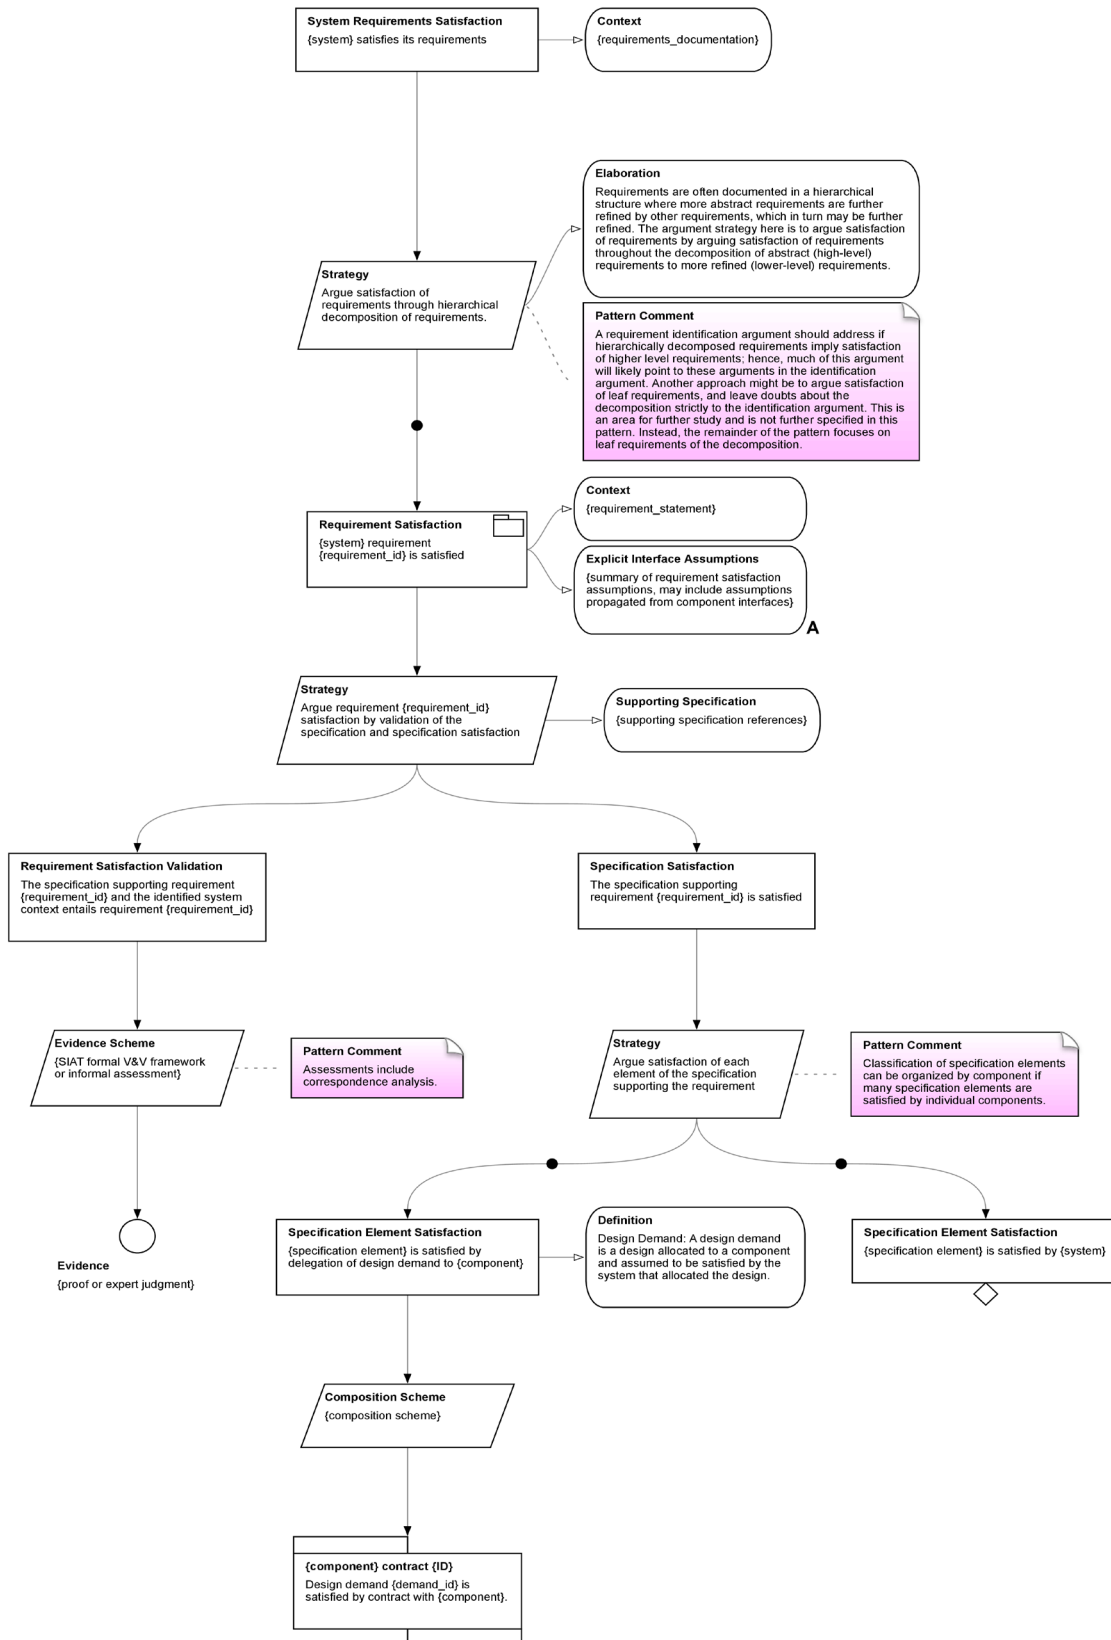 System Requirements Satisfaction
{system} satisfies its requirements
Context
{requirements_documentation}
Elaboration
Requirements are often documented in a hierarchical
structure where more abstract requirements are further
refined by other requirements, which in turn may be further
refined. The argument strategy here is to argue satisfaction
of requirements by arguing satisfaction of requirements
throughout the decomposition of abstract (high-level)
requirements to more refined (lower-level) requirements.
Strategy
Argue satisfaction of
requirements through hierarchical
decomposition of requirements.
Pattern Comment
A requirement identification argument should address if
hierarchically decomposed requirements imply satisfaction
of higher level requirements; hence, much of this argument
will likely point to these arguments in the identification
argument. Another approach might be to argue satisfaction
of leaf requirements, and leave doubts about the
decomposition strictly to the identification argument. This is
an area for further study and is not further specified in this
pattern. Instead, the remainder of the pattern focuses on
leaf requirements of the decomposition.
Context
{requirement_statement}
Requirement Satisfaction
{system} requirement
{requirement_id} is satisfied
Explicit Interface Assumptions
{summary of requirement satisfaction
assumptions, may include assumptions
propagated from component interfaces}
A
Strategy
Argue requirement {requirement_id}
satisfaction by validation of the
specification and specification satisfaction
Supporting Specification
{supporting specification references}
Requirement Satisfaction Validation
The specification supporting requirement
{requirement_id} and the identified system
context entails requirement {requirement_id}
Specification Satisfaction
The specification supporting
requirement {requirement_id} is satisfied
Evidence Scheme
{SIAT formal V&V framework
or informal assessment}
Pattern Comment
Assessments include
correspondence analysis.
Strategy
Argue satisfaction of each
element of the specification
supporting the requirement
Pattern Comment
Classification of specification elements
can be organized by component if
many specification elements are
satisfied by individual components.
Evidence
{proof or expert judgment}
Specification Element Satisfaction
{specification element} is satisfied by
delegation of design demand to {component}
Definition
Design Demand: A design demand
is a design allocated to a component
and assumed to be satisfied by the
system that allocated the design.
Specification Element Satisfaction
{specification element} is satisfied by {system}
Composition Scheme
{composition scheme}
{component} contract {ID}
Design demand {demand_id} is
satisfied by contract with {component}.